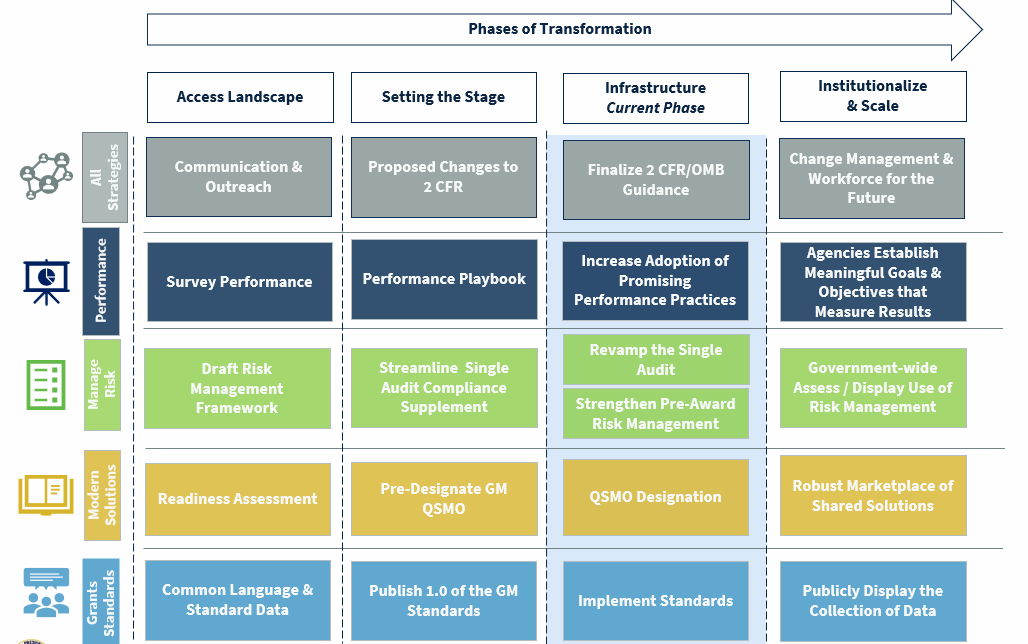 Phases of Transformation
Access Landscape
Setting the Stage
Infrastructure
Current Phase
Institutionalize
& Scale
All
Strategies
Communication &
Outreach
Proposed Changes to
2 CFR
Finalize 2 CFR/OMB
Guidance
Change Management &
Workforce for the
Future
Performance
Survey Performance
Performance Playbook
Increase Adoption of
Promising
Performance Practices
Agencies Establish
Meaningful Goals &
Objectives that
Measure Results
Manage
Risk
Draft Risk
Management
Framework
Streamline Single
Audit Compliance
Supplement
Revamp the Single
Audit
Strengthen Pre-Award
Risk Management
Government-wide
Assess / Display Use of
Risk Management
Modern
Solutions
Readiness Assessment
Pre-Designate GM
QSMO
QSMO Designation
Robust Marketplace of
Shared Solutions
Grants
Standards
Common Language &
Standard Data
Publish 1.0 of the GM
Standards
Implement Standards
Publicly Display the
Collection of Data